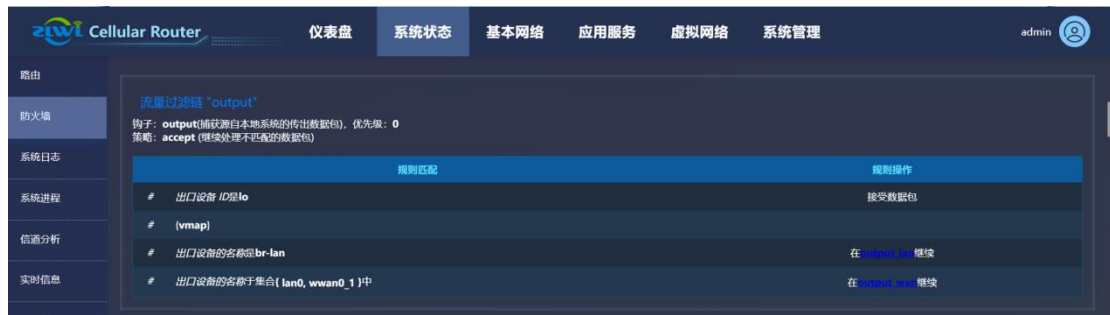 ziwi Cellular Router 仪表盘 系统状态 基本网络 应用服务 虚拟网络 系统管理 admin
路由
防火墙
系统日志
系统进程
信道分析
实时信息
流量过滤链 "output"
钩子：output(捕获源自本地系统的传出数据包)，优先级：0
策略：accept (继续处理不匹配的数据包)
规则匹配 规则操作
# 出口设备 ID是lo 接受数据包
# {vmap}
# 出口设备的名称是br-lan 在output_lan继续
# 出口设备的名称于集合{ lan0, wwan0_1 }中 在output_wan继续